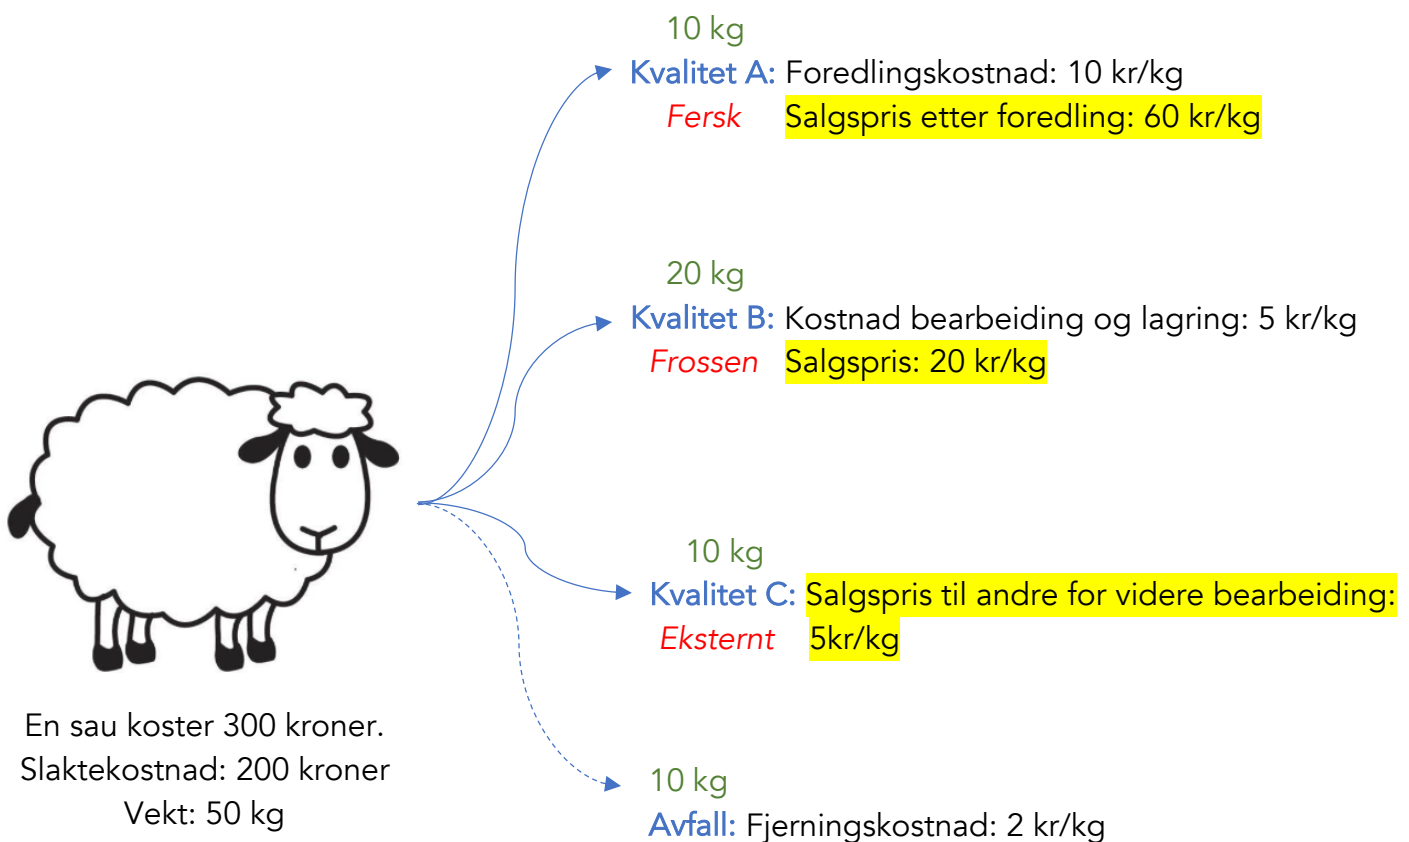 10 kg
Kvalitet A: Foredlingskostnad: 10 kr/kg
Fersk Salgspris etter foredling: 60 kr/kg
20 kg
Kvalitet B: Kostnad bearbeiding og lagring: 5 kr/kg
Frossen Salgspris: 20 kr/kg
10 kg
Kvalitet C: Salgspris til andre for videre bearbeiding:
Eksternt 5kr/kg
En sau koster 300 kroner.
Slaktekostnad: 200 kroner
Vekt: 50 kg
10 kg
Avfall: Fjerningskostnad: 2 kr/kg